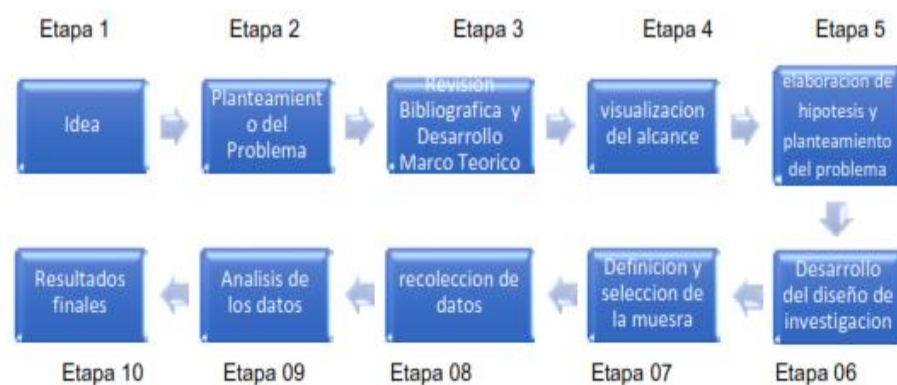 Etapa 1
Etapa 2
Etapa 3
Etapa 4
Etapa 5
Idea
Planteamient
o del
Problema
Revisión
Bibliografica y
Desarrollo
Marco Teorico
visualizacion
del alcance
elaboracion de
hipotesis y
planteamiento
del problema
Desarrollo
del diseño de
investigacion
Definicion y
seleccion de
la muesra
recoleccion de
datos
Analisis de
los datos
Resultados
finales
Etapa 10
Etapa 09
Etapa 08
Etapa 07
Etapa 06